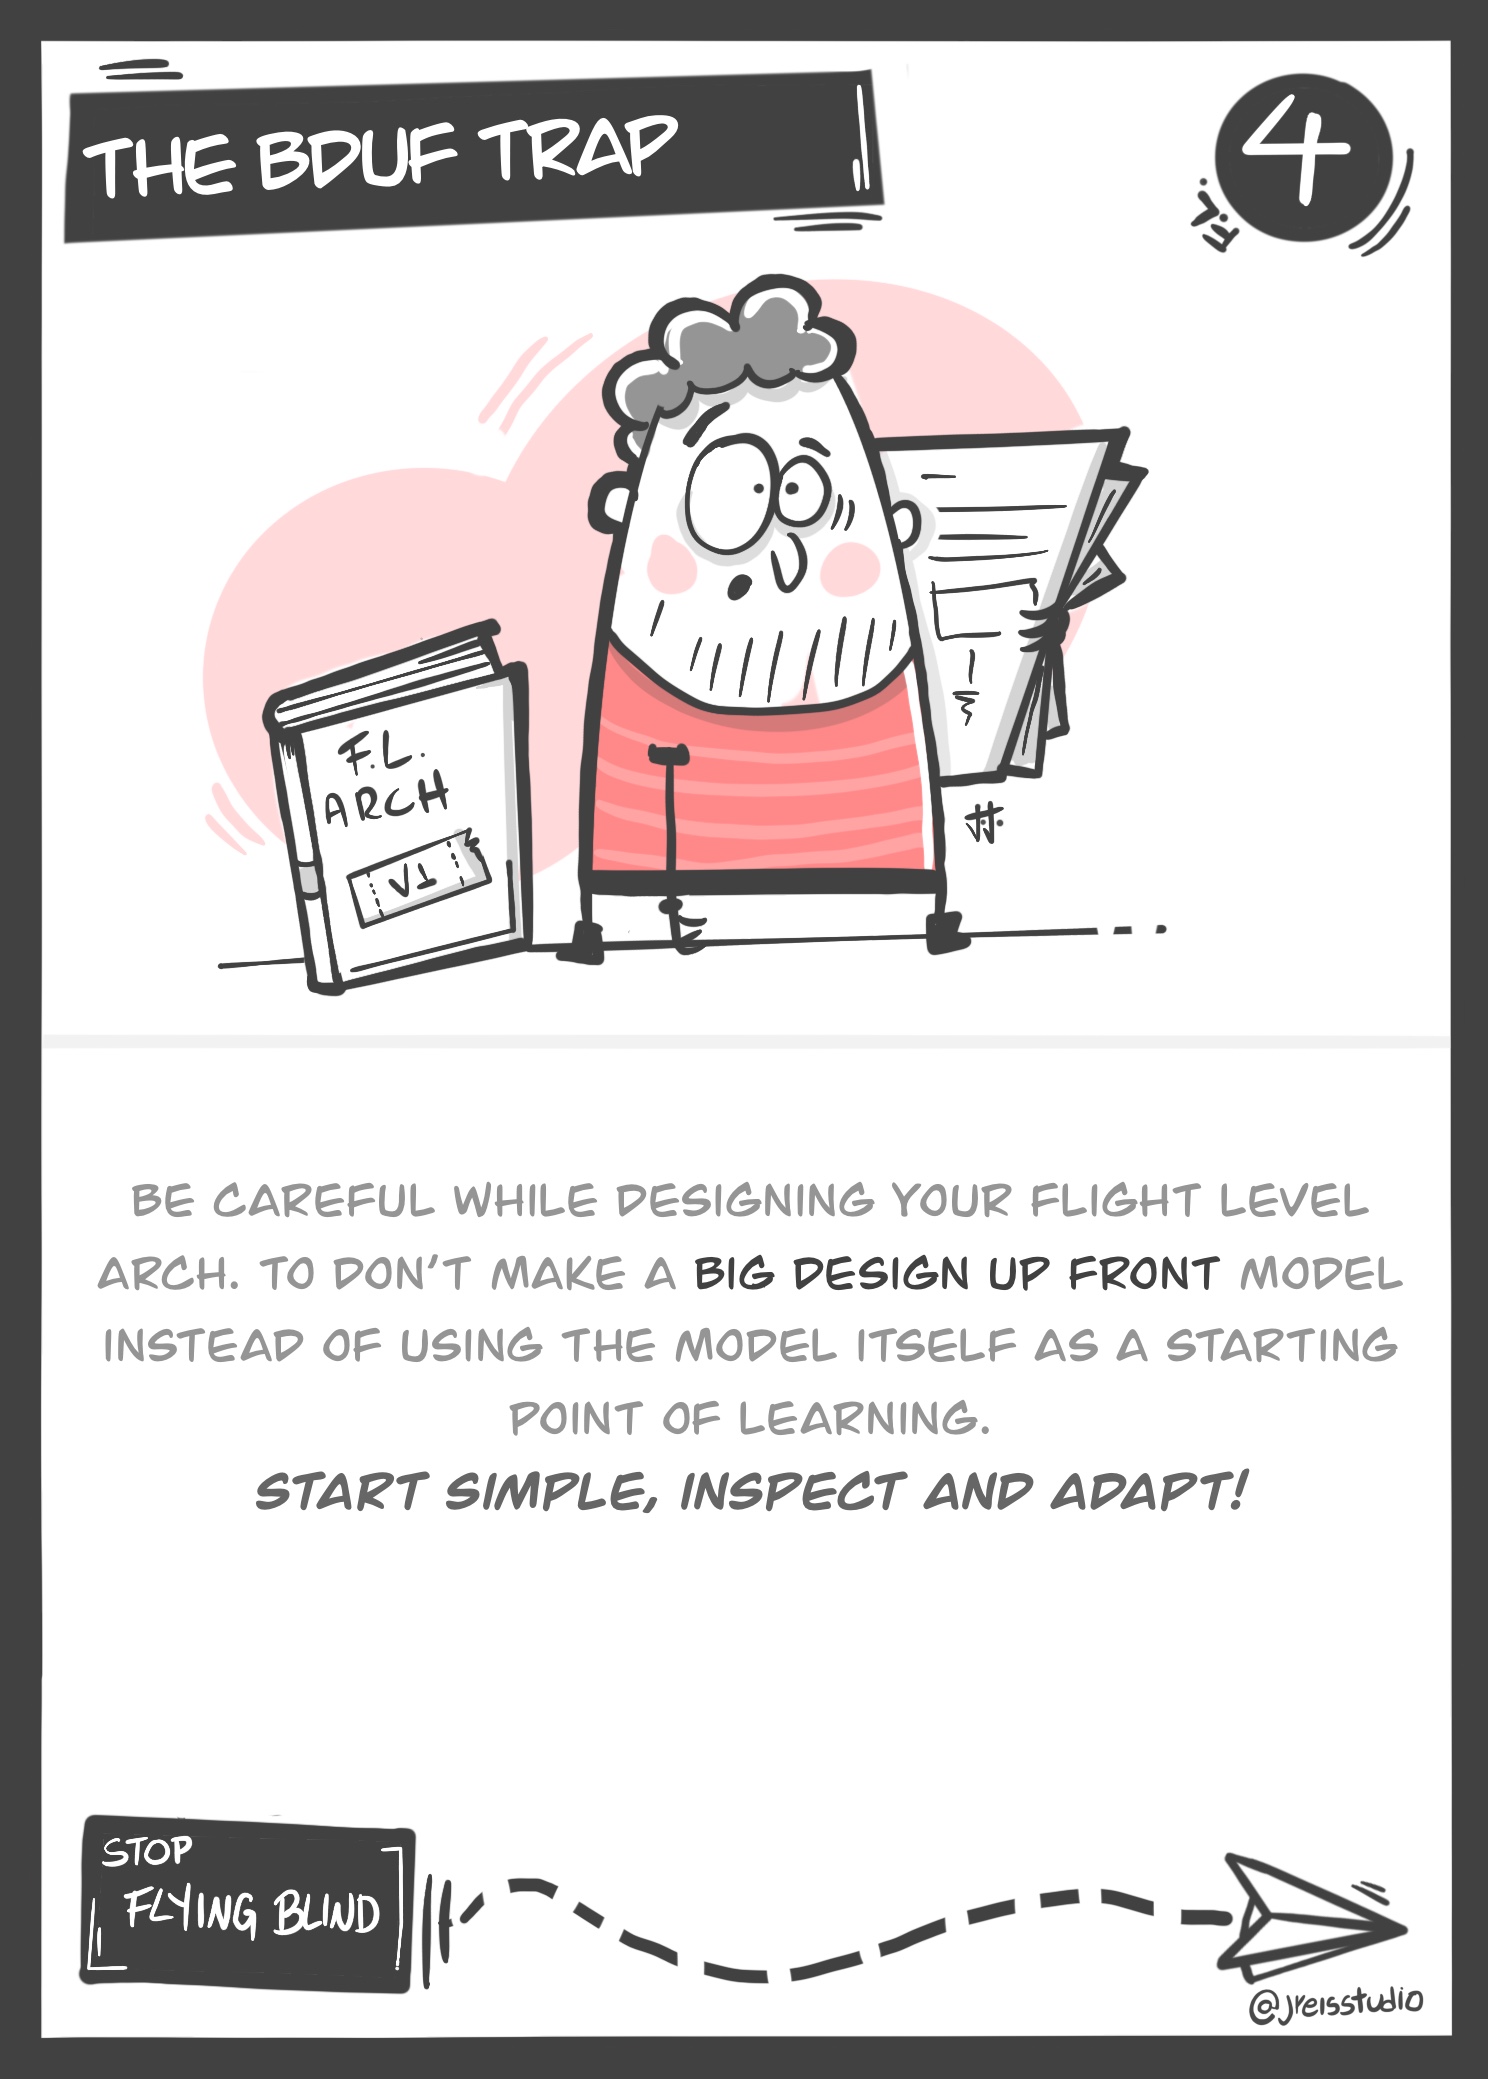 THE BDUF TRAP
4
F.L.
F.L.
ARCH
V1
J.J.
BE CAREFUL WHILE DESIGNING YOUR FLIGHT LEVEL
ARCH. TO DON'T MAKE A BIG DESIGN UP FRONT MODEL
INSTEAD OF USING THE MODEL ITSELF AS A STARTING
POINT OF LEARNING.
START SIMPLE, INSPECT AND ADAPT!
STOP
FLYING BLIND
@jreisstudio